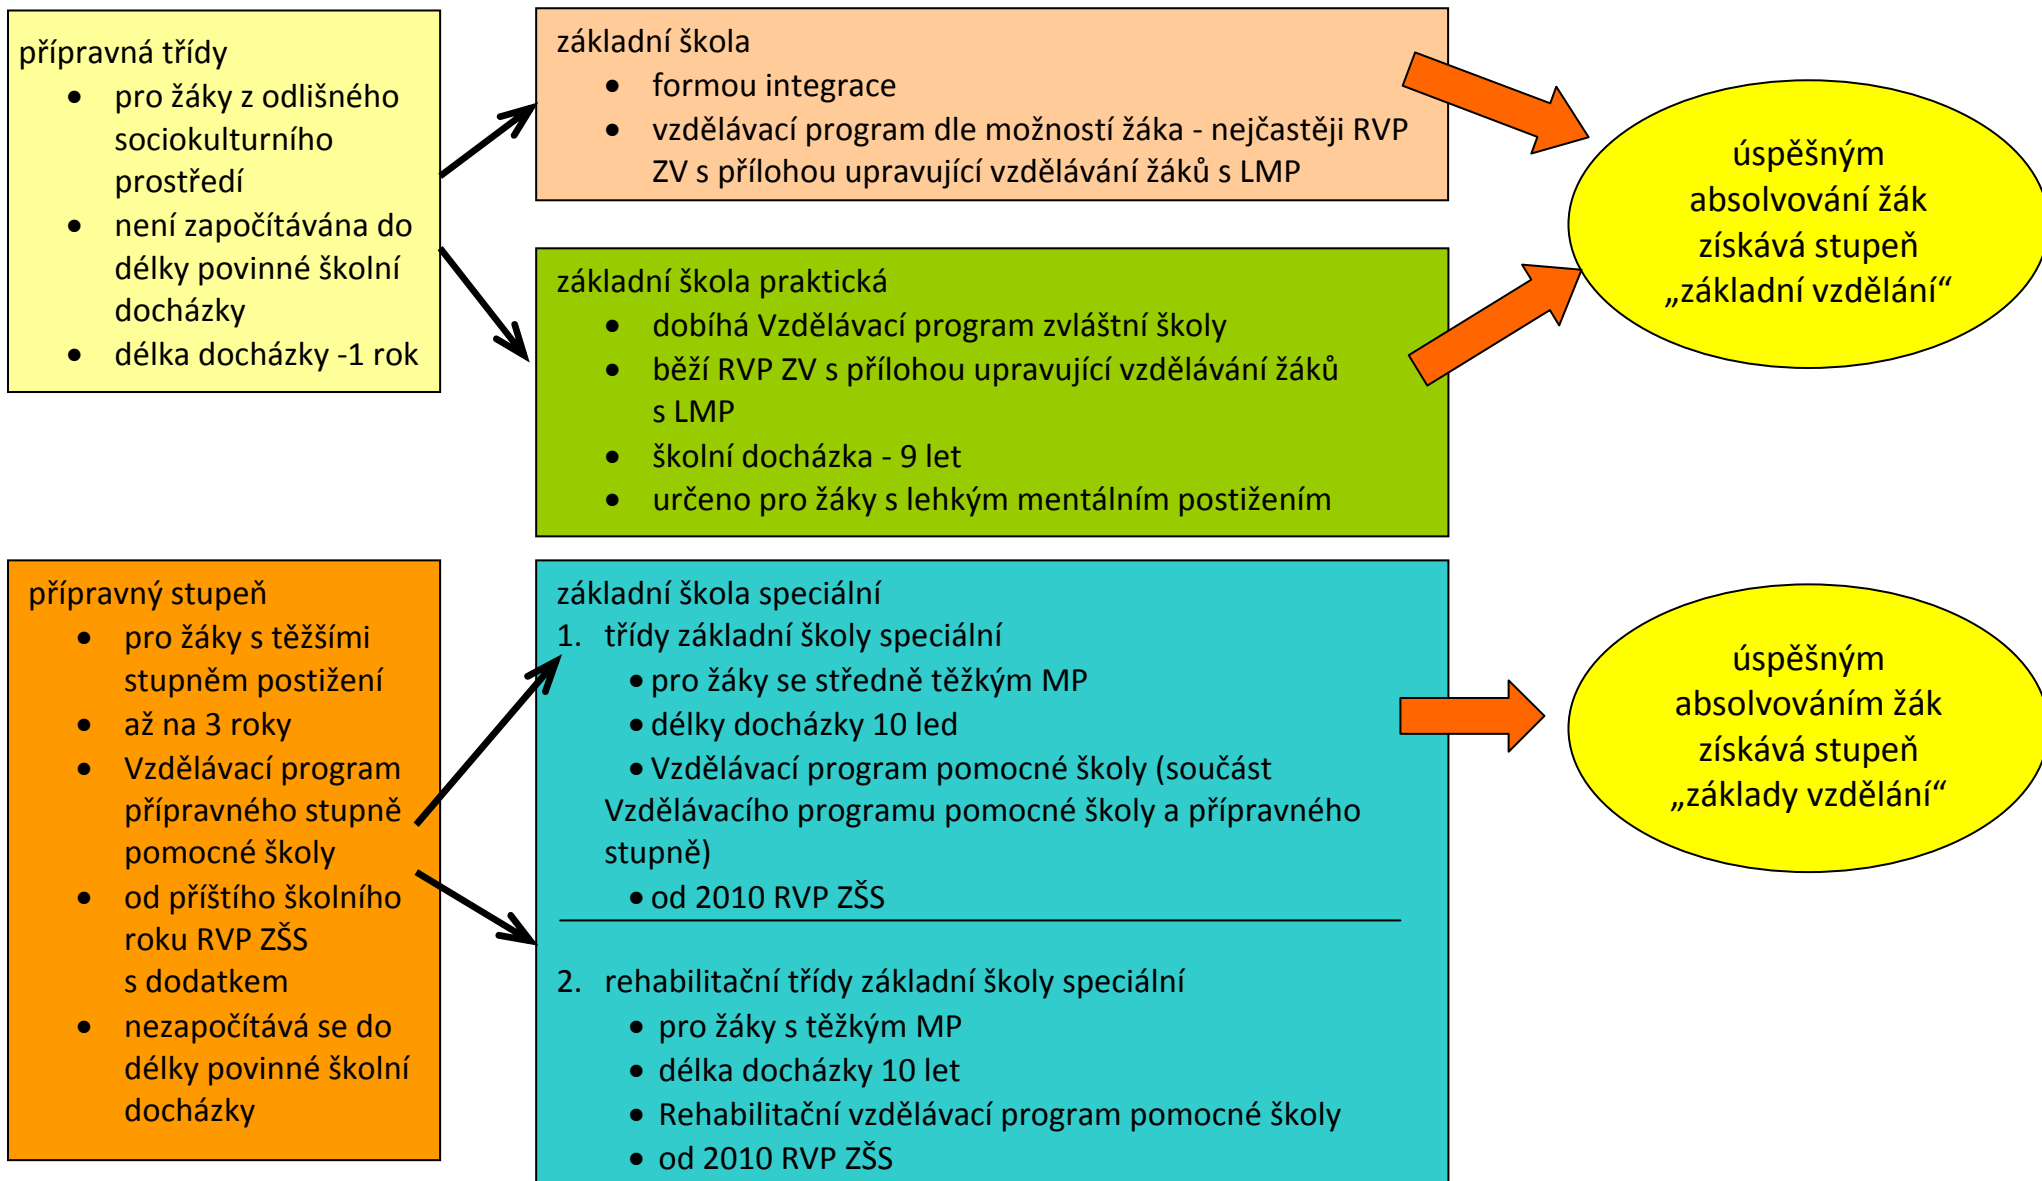 přípravná třídy
• pro žáky z odlišného
sociokulturního
prostředí
• není započítávána do
délky povinné školní
docházky
• délka docházky -1 rok
základní škola
• formou integrace
• vzdělávací program dle možností žáka - nejčastěji RVP
ZV s přílohou upravující vzdělávání žáků s LMP
základní škola praktická
• dobíhá Vzdělávací program zvláštní školy
• běží RVP ZV s přílohou upravující vzdělávání žáků
s LMP
• školní docházka - 9 let
• určeno pro žáky s lehkým mentálním postižením
úspěšným
absolvování žák
získává stupeň
„základní vzdělání“
přípravný stupeň
• pro žáky s těžšími
stupněm postižení
• až na 3 roky
• Vzdělávací program
přípravného stupně
pomocné školy
• od příštího školního
roku RVP ZŠS
s dodatkem
• nezapočítává se do
délky povinné školní
docházky
základní škola speciální
1. třídy základní školy speciální
• pro žáky se středně těžkým MP
• délky docházky 10 led
• Vzdělávací program pomocné školy (součást
Vzdělávacího programu pomocné školy a přípravného
stupně)
• od 2010 RVP ZŠS
2. rehabilitační třídy základní školy speciální
• pro žáky s těžkým MP
• délka docházky 10 let
• Rehabilitační vzdělávací program pomocné školy
• od 2010 RVP ZŠS
úspěšným
absolvováním žák
získává stupeň
„základy vzdělání“